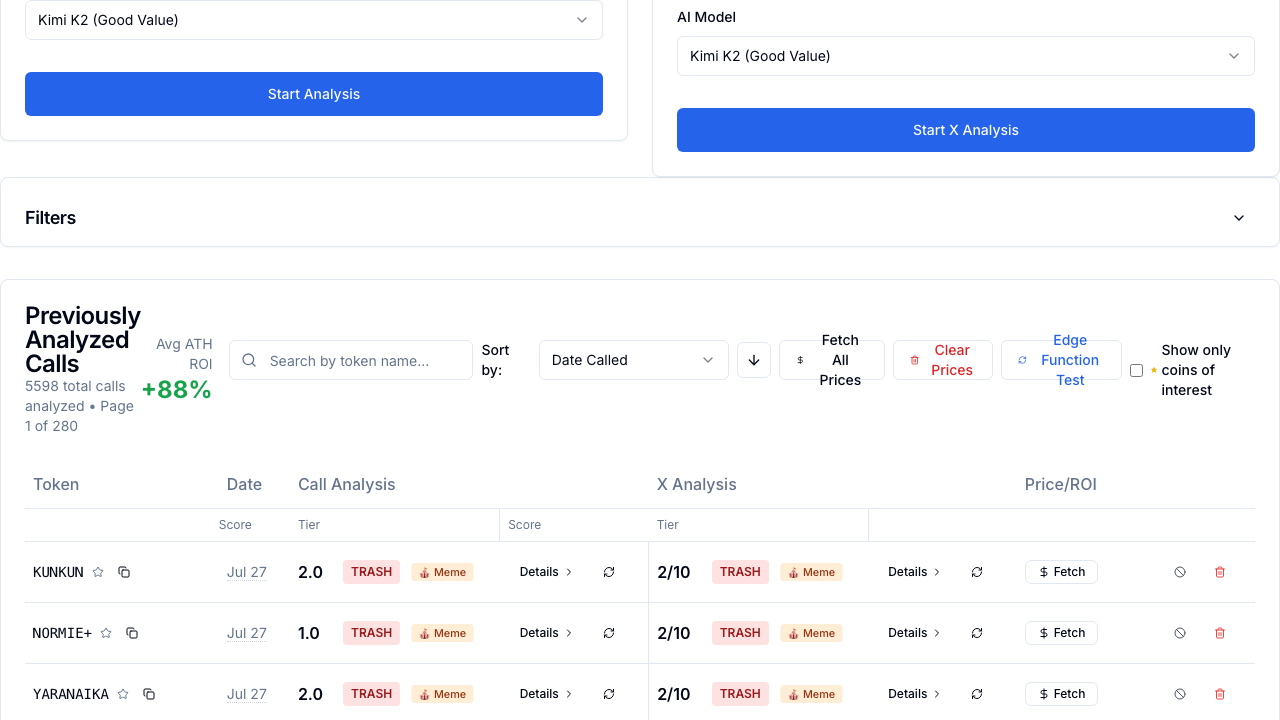 Kimi K2 (Good Value)
Start Analysis
AI Model
Kimi K2 (Good Value)
Start X Analysis
Filters
Previously
Analyzed
Calls
5598 total calls
analyzed • Page
1 of 280
Avg ATH
ROI
+88%
Search by token name...
Sort
by:
Date Called
Fetch
All
Prices
Clear
Prices
Edge
Function
Test
Show only
coins of
interest
Token Date Call Analysis X Analysis Price/ROI
Score Tier Score Tier
KUNKUN Jul 27 2.0 TRASH Meme Details 2/10 TRASH Meme Details Fetch
NORMIE+ Jul 27 1.0 TRASH Meme Details 2/10 TRASH Meme Details Fetch
YARANAIKA Jul 27 2.0 TRASH Meme Details 2/10 TRASH Meme Details Fetch